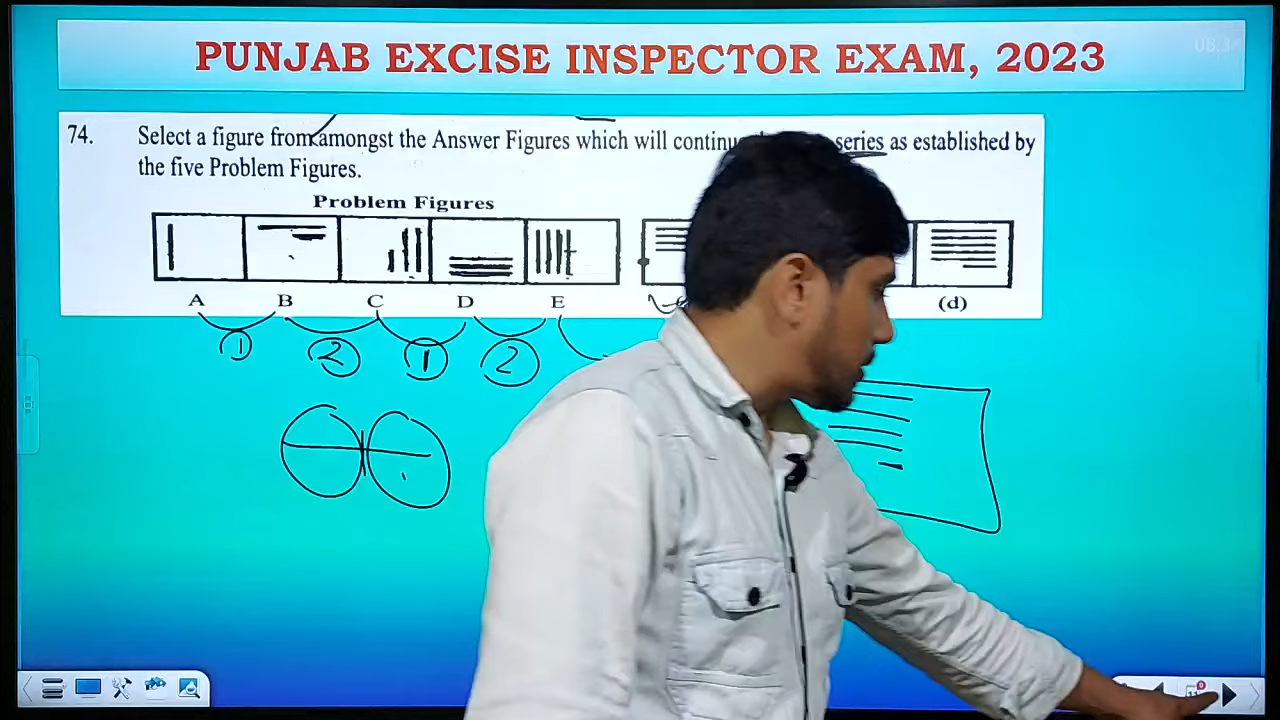 PUNJAB EXCISE INSPECTOR EXAM, 2023
74. Select a figure from amongst the Answer Figures which will series as established by
the five Problem Figures.
Problem Figures
A B C D E (d)
1 2 1 2